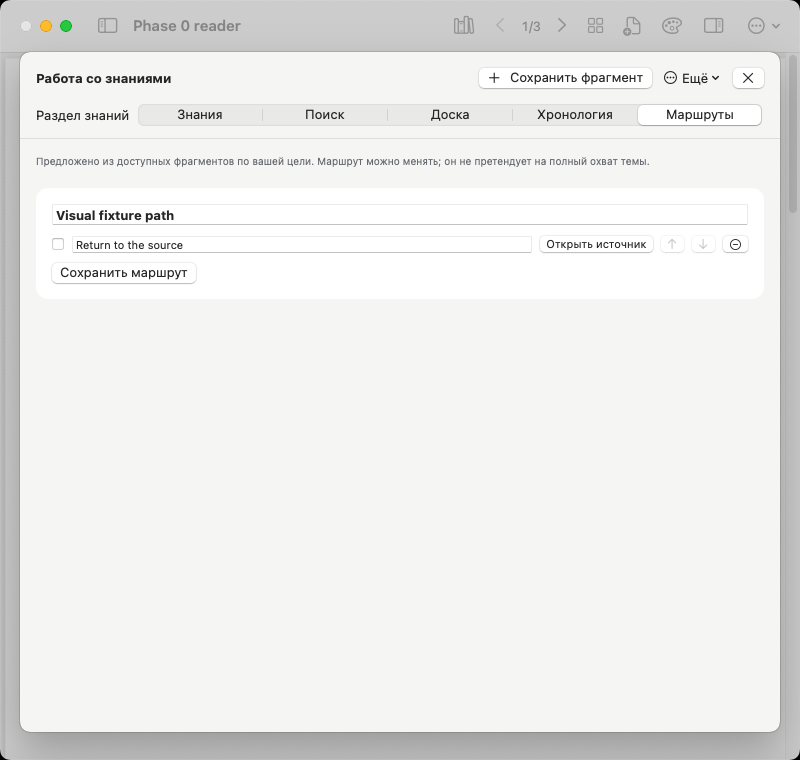 Phase 0 reader
1/3
Работа со знаниями
Сохранить фрагмент
Ещё
Раздел знаний
Знания
Поиск
Доска
Хронология
Маршруты
Предложено из доступных фрагментов по вашей цели. Маршрут можно менять; он не претендует на полный охват темы.
Visual fixture path
Return to the source
Открыть источник
Сохранить маршрут